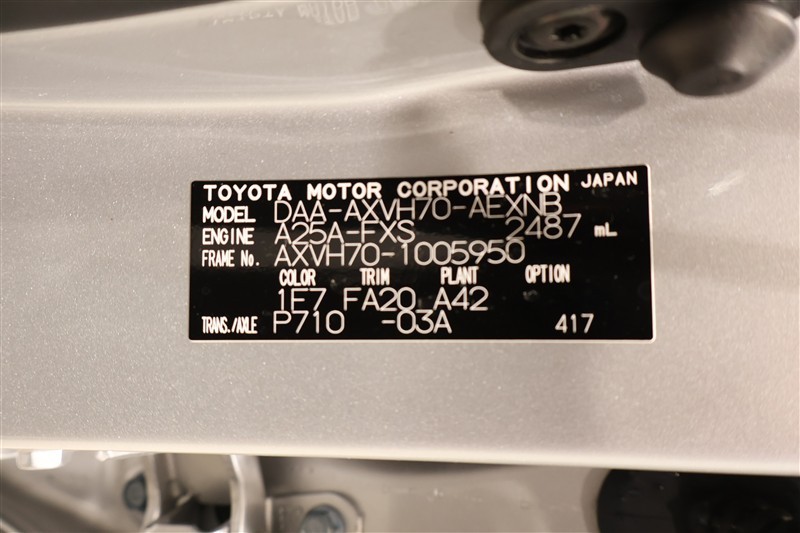 TOYOTA MOTOR CORPORATION JAPAN
MODEL DAA-AXVH70-AEXNB
ENGINE A25A-FXS 2487 mL
FRAME No. AXVH70-1005950
COLOR TRIM PLANT OPTION
1F7 FA20 A42
TRANS./AXLE P710 -03A 417